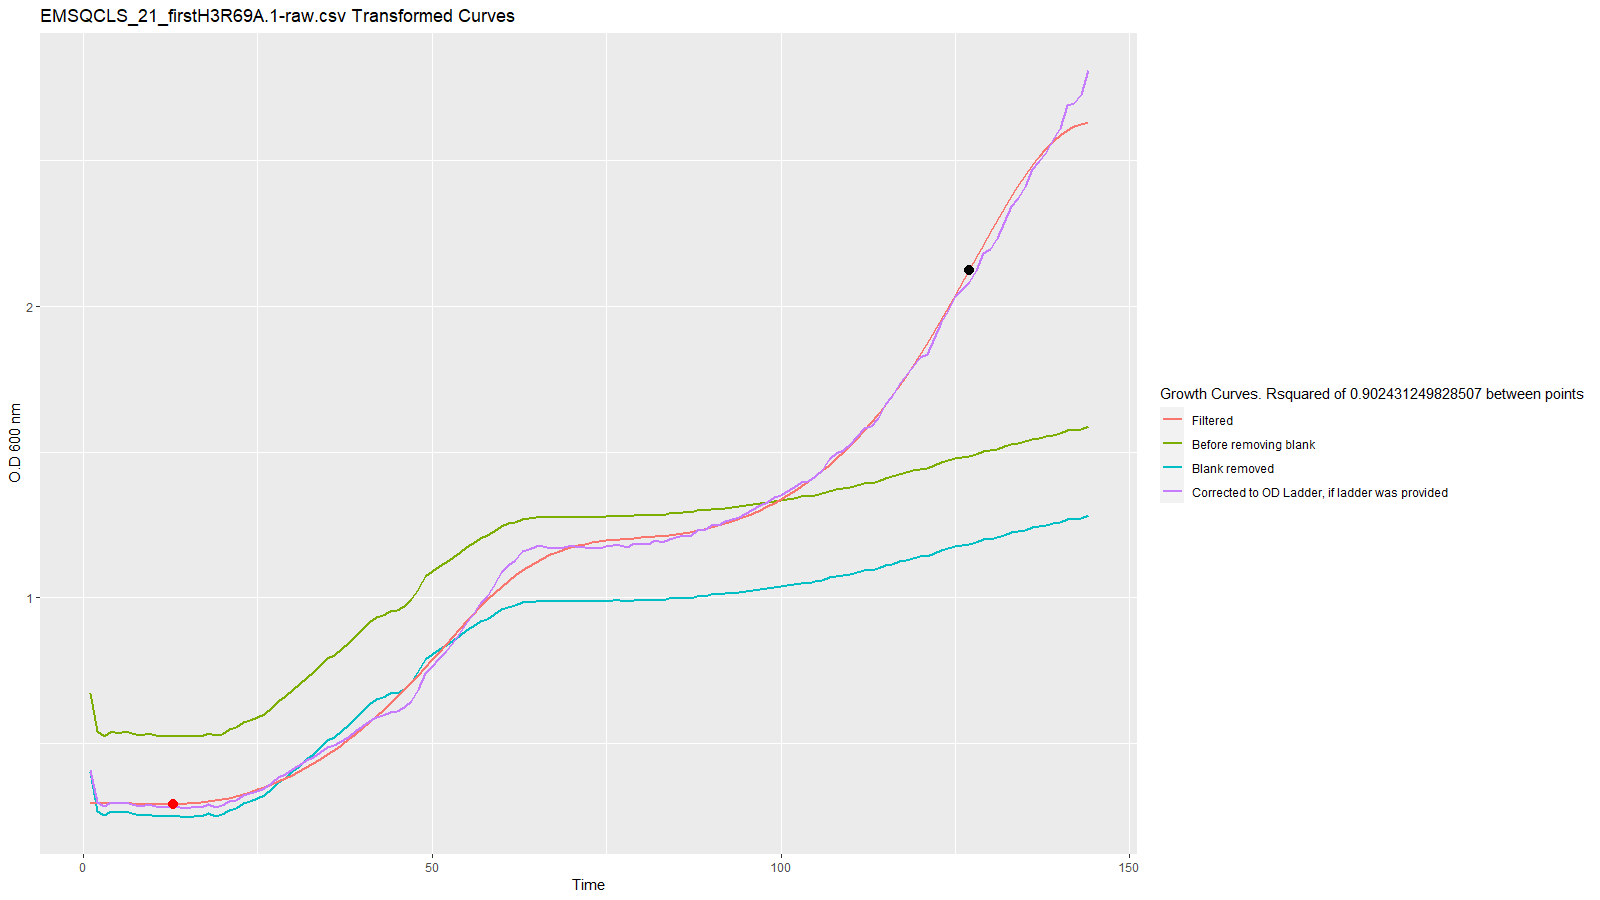 EMSQCLS_21_firstH3R69A.1-raw.csv Transformed Curves
O.D 600 nm
2
1
0
50
100
150
Time
Growth Curves. Rsquared of 0.902431249828507 between points
Filtered
Before removing blank
Blank removed
Corrected to OD Ladder, if ladder was provided